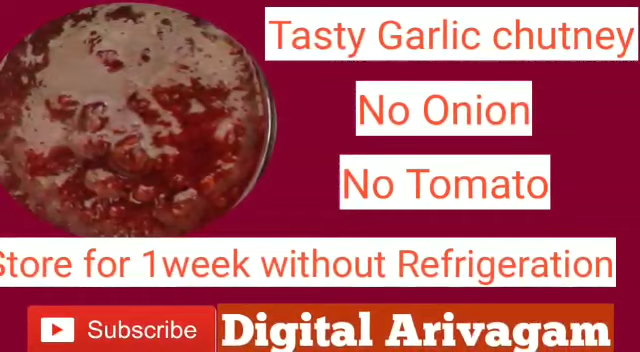 Tasty Garlic chutney
No Onion
No Tomato
Store for 1week without Refrigeration
Subscribe Digital Arivagam